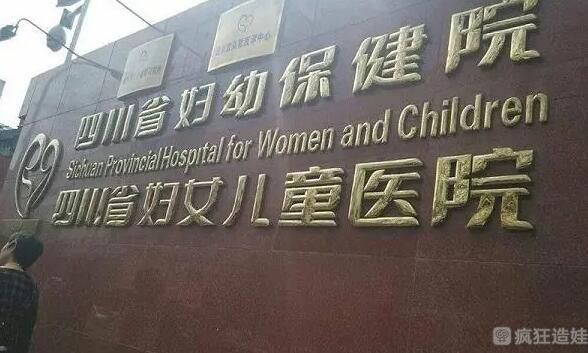 四川省妇幼保健院
Sichuan Provincial Hospital for Women and Children
四川省妇女儿童医院
疯狂造娃